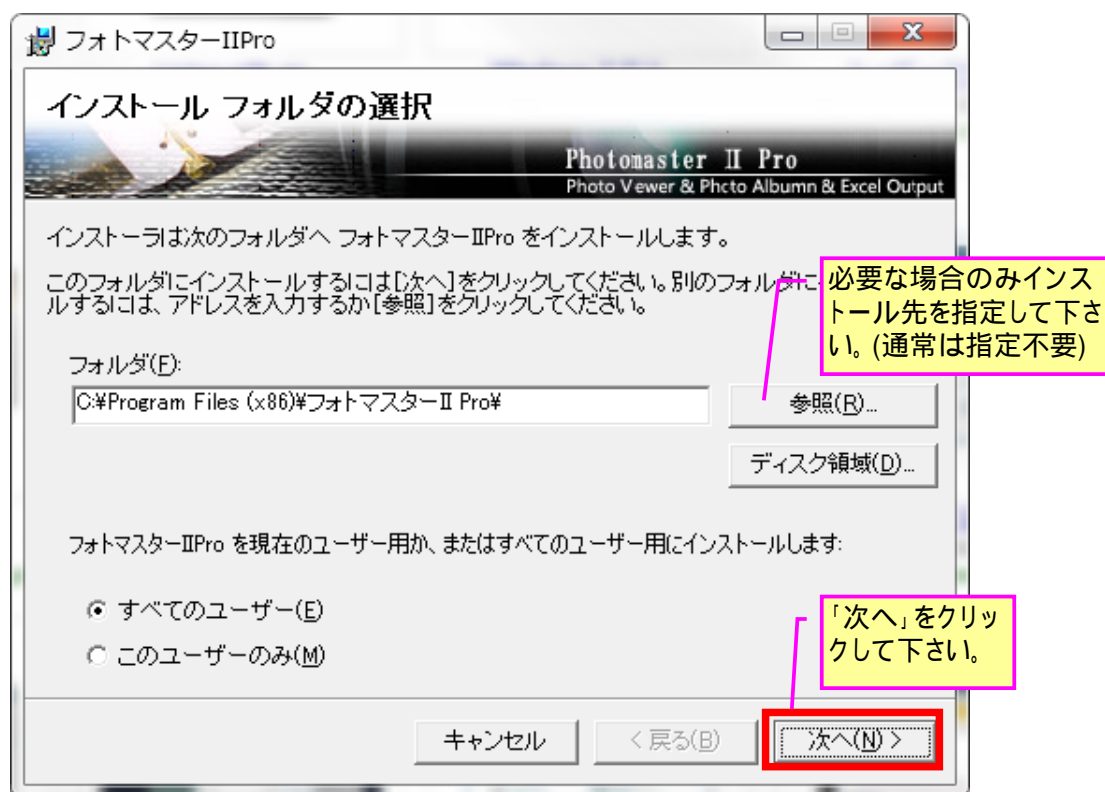 フォトマスターIIPro
インストール フォルダの選択
Photomaster II Pro
Photo Vewer & Phcto Albumn & Excel Output
インストーラは次のフォルダへ フォトマスターⅡPro をインストールします。
このフォルダにインストールするには[次へ]をクリックしてください。別のフォルダに
ルするには、アドレスを入力するか[参照]をクリックしてください。
必要な場合のみインス
トール先を指定して下さ
い。(通常は指定不要)
フォルダ(F):
C:¥Program Files (x86)¥フォトマスターⅡ Pro¥
参照(R)...
ディスク領域(D)...
フォトマスターⅡPro を現在のユーザー用か、またはすべてのユーザー用にインストールします:
すべてのユーザー(E)
このユーザーのみ(M)
「次へ」をクリッ
クして下さい。
キャンセル
< 戻る(B)
次へ(N) >